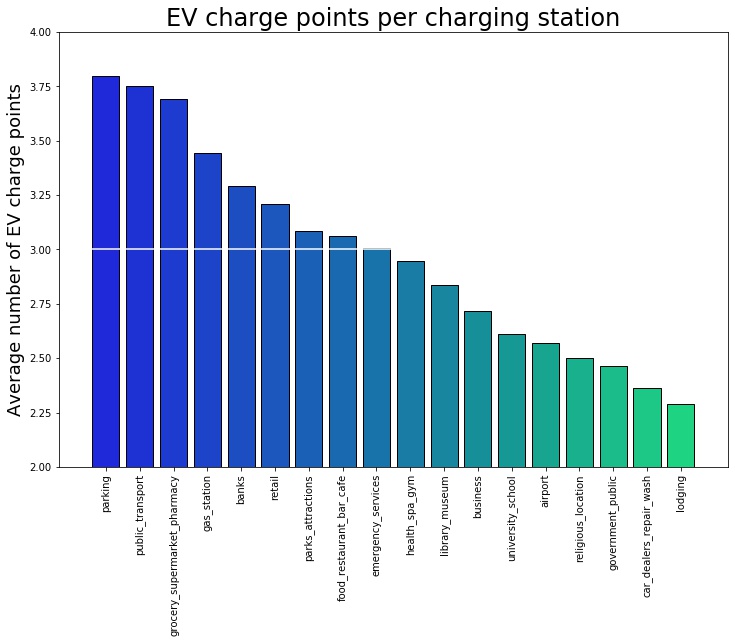 EV charge points per charging station
Average number of EV charge points
4.00
3.75
3.50
3.25
3.00
2.75
2.50
2.25
2.00
parking
public_transport
grocery_supermarket_pharmacy
gas_station
banks
retail
parks_attractions
food_restaurant_bar_cafe
emergency_services
health_spa_gym
library_museum
business
university_school
airport
religious_location
government_public
car_dealers_repair_wash
lodging